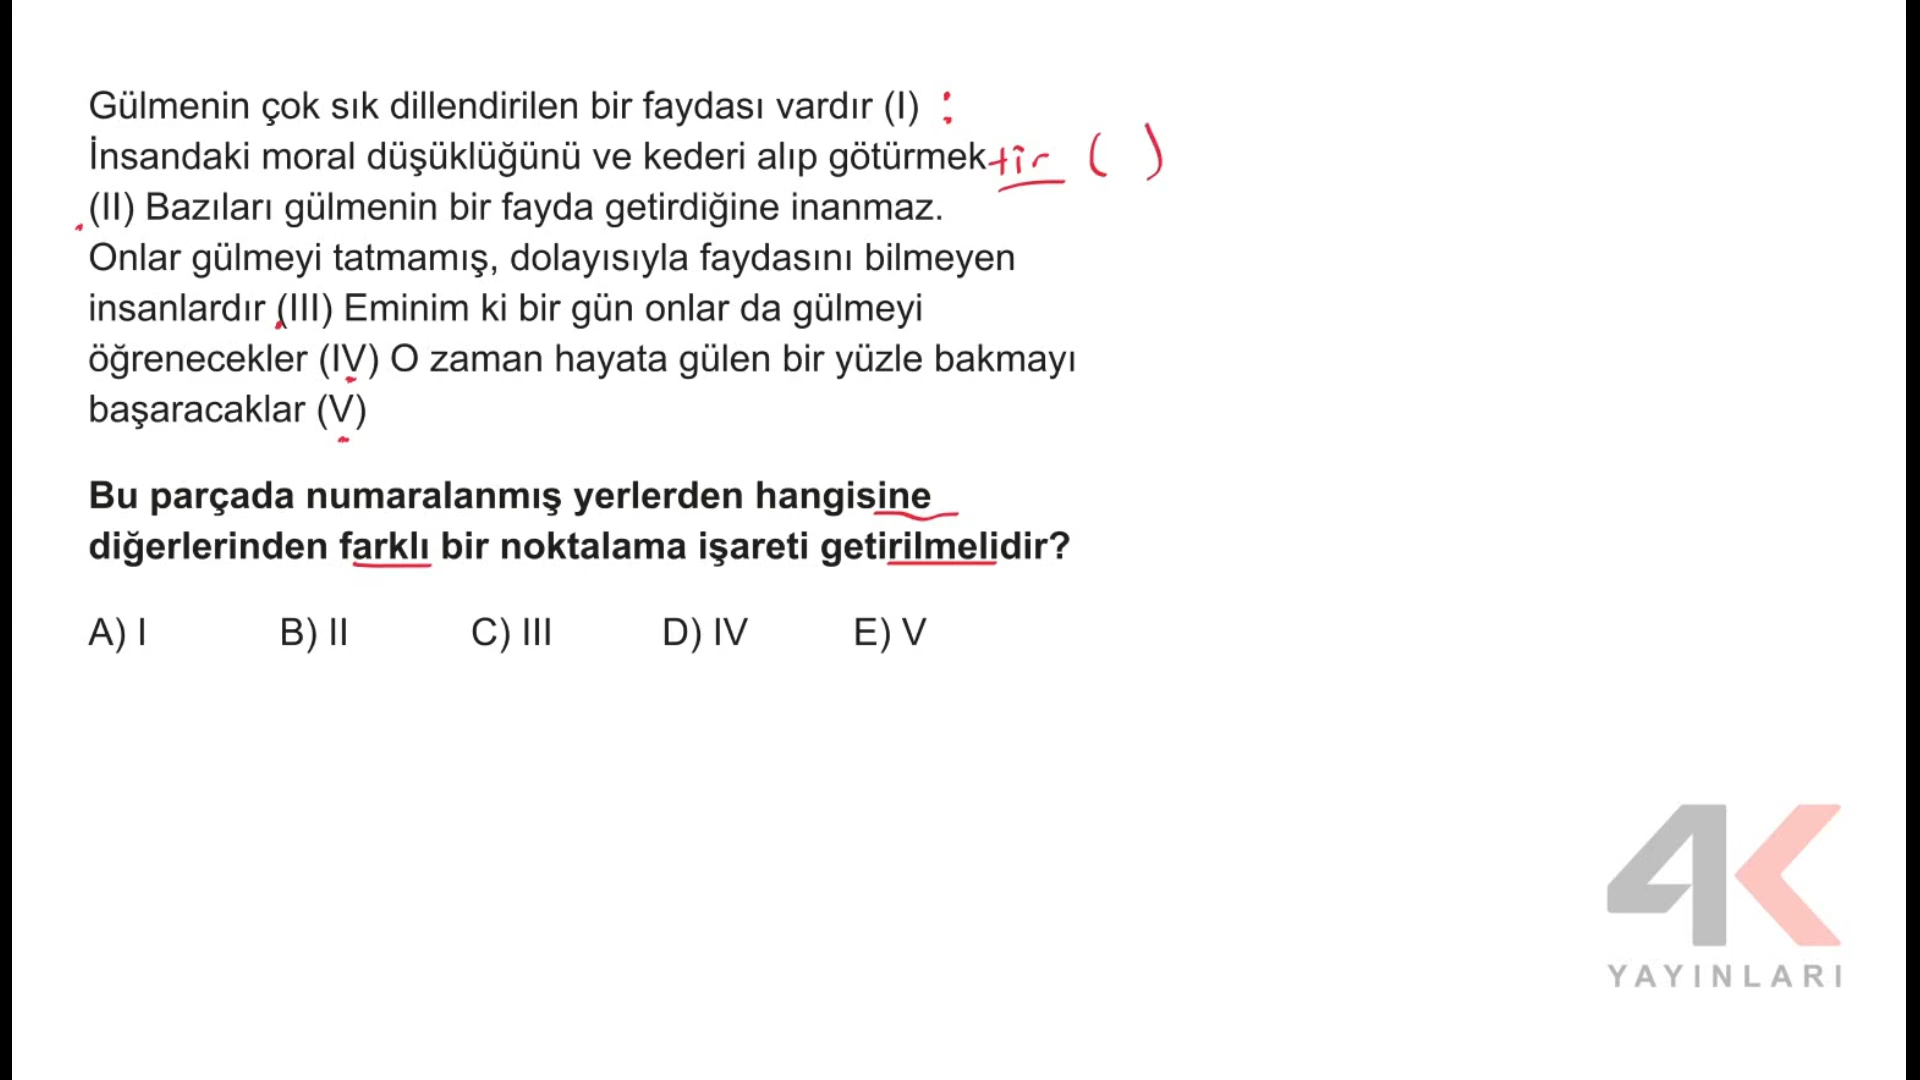 Gülmenin çok sık dillendirilen bir faydası vardır (I) :
İnsandaki moral düşüklüğünü ve kederi alıp götürmek tir ( )
.(II) Bazıları gülmenin bir fayda getirdiğine inanmaz.
Onlar gülmeyi tatmamış, dolayısıyla faydasını bilmeyen
insanlardır .(III) Eminim ki bir gün onlar da gülmeyi
öğrenecekler (IV) O zaman hayata gülen bir yüzle bakmayı
başaracaklar (V)
Bu parçada numaralanmış yerlerden hangisine
diğerlerinden farklı bir noktalama işareti getirilmelidir?
A) I B) II C) III D) IV E) V
4K
YAYINLARI